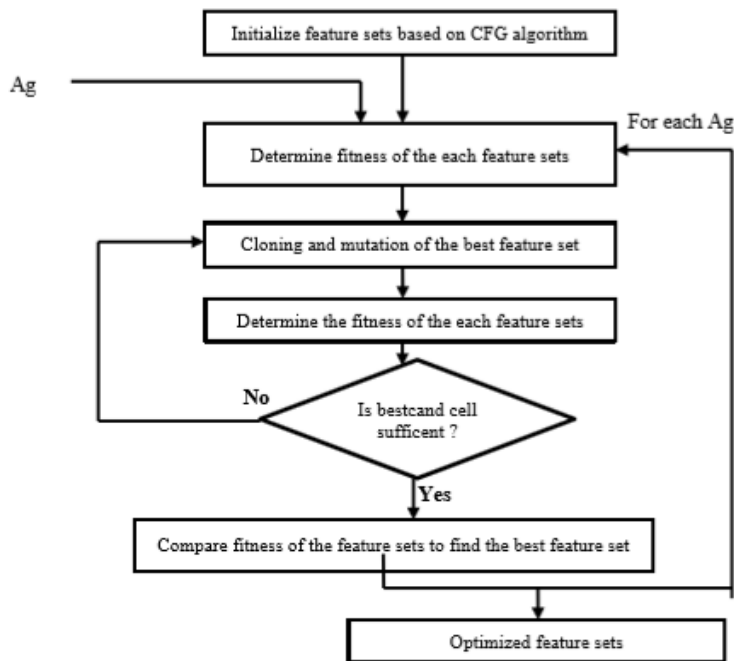 Initialize feature sets based on CFG algorithm
Ag
For each Ag
Determine fitness of the each feature sets
Cloning and mutation of the best feature set
Determine the fitness of the each feature sets
No
Is bestcand cell
sufficent ?
Yes
Compare fitness of the feature sets to find the best feature set
Optimized feature sets